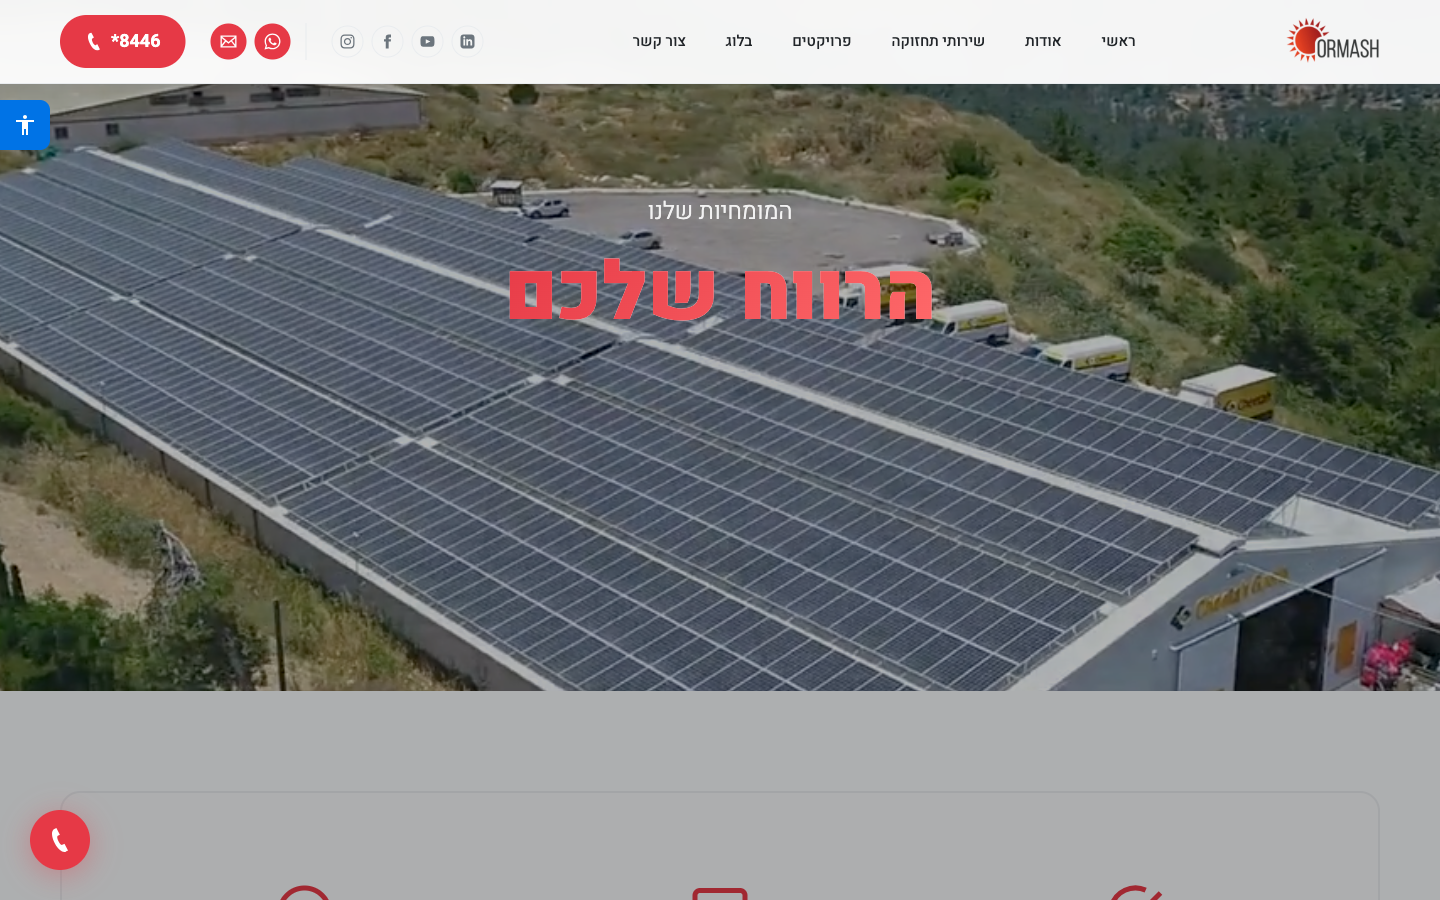 ORMASH
ראשי
אודות
שירותי תחזוקה
פרויקטים
בלוג
צור קשר
*8446
המומחיות שלנו
הרווח שלכם